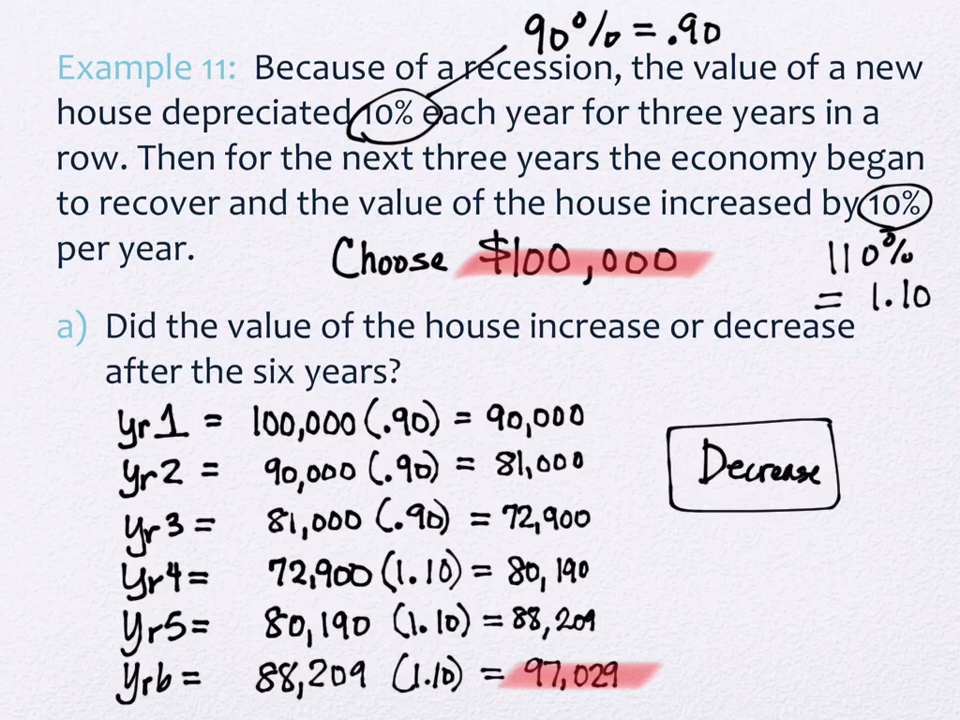 90% = .90
Example 11: Because of a recession, the value of a new
house depreciated 10% each year for three years in a
row. Then for the next three years the economy began
to recover and the value of the house increased by 10%
per year.
Choose $100,000
110%
= 1.10
a) Did the value of the house increase or decrease
after the six years?
yr1 = 100,000(.90) = 90,000
yr2 = 90,000(.90) = 81,000
Decrease
yr3 = 81,000(.90) = 72,900
yr4= 72,900(1.10) = 80,190
yr5= 80,190 (1.10) = 88,209
yr6 = 88,209 (1.10) = 97,029